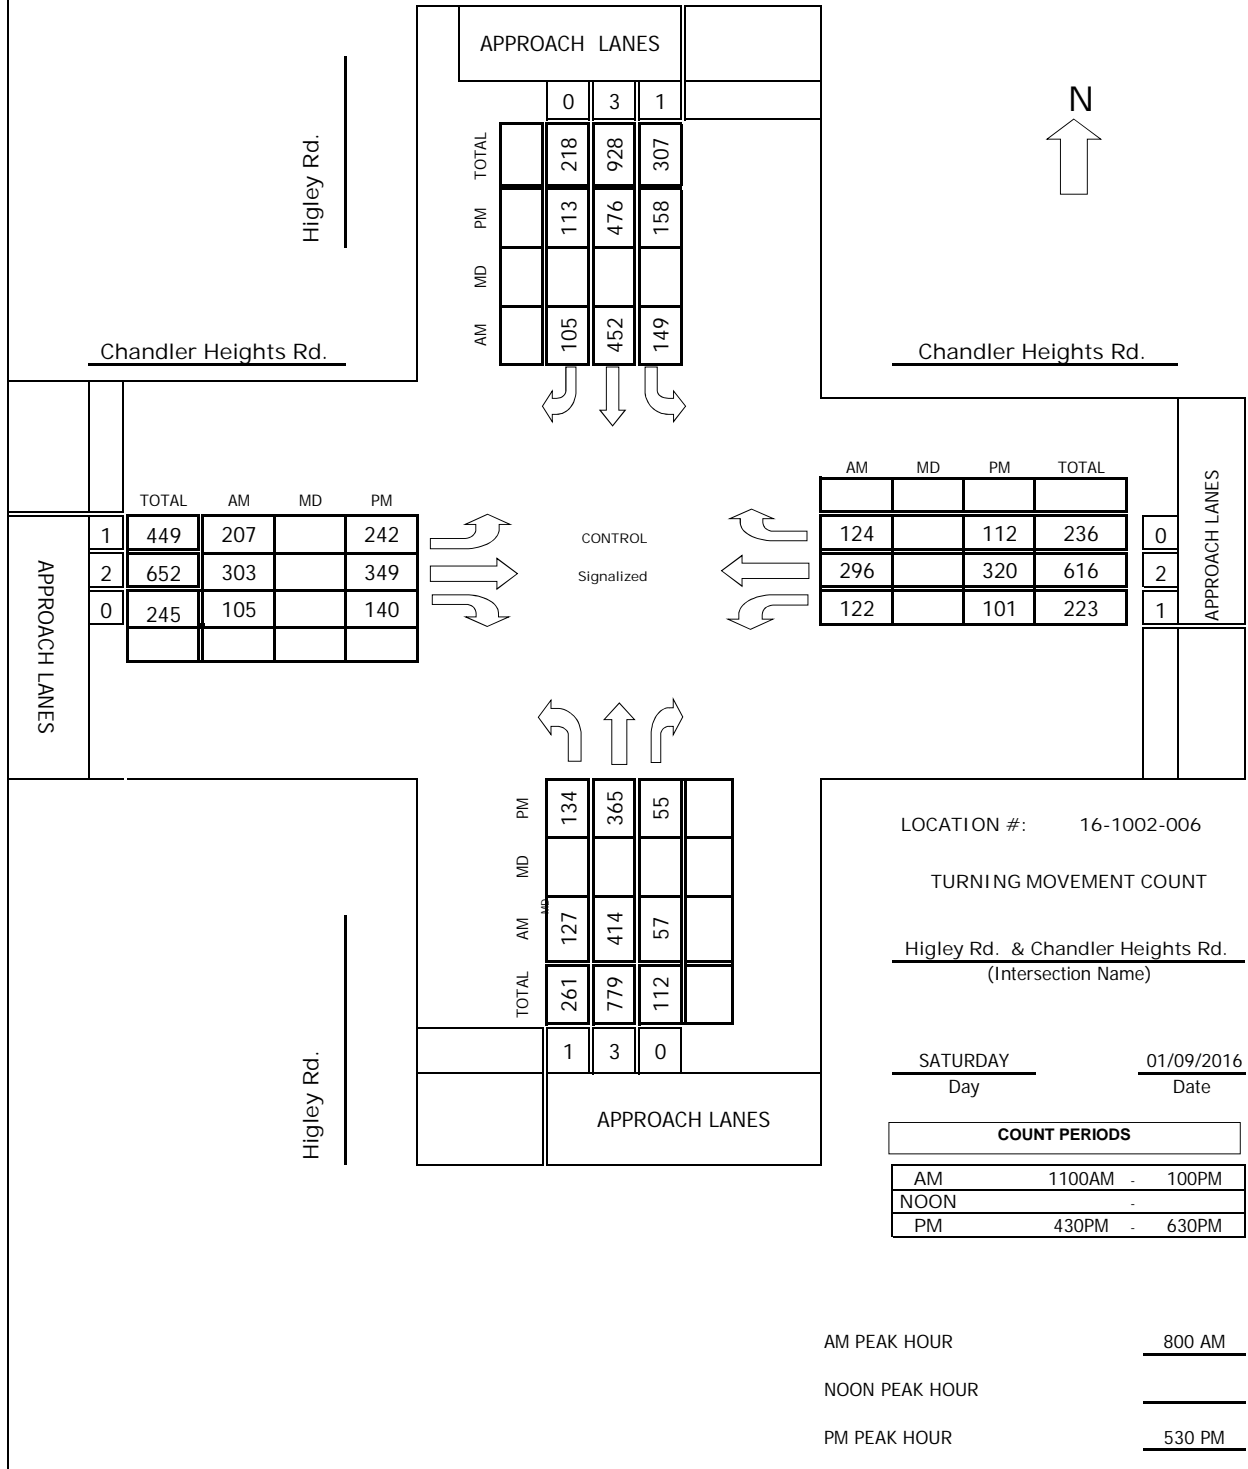 APPROACH LANES
0 3 1
N
Higley Rd.
TOTAL 218 928 307
PM 113 476 158
MD
AM 105 452 149
Chandler Heights Rd.
Chandler Heights Rd.
AM MD PM TOTAL
TOTAL AM MD PM
1 449 207 242
2 652 303 349
0 245 105 140
APPROACH LANES
CONTROL
Signalized
124 112 236 0
296 320 616 2
122 101 223 1
APPROACH LANES
PM 134 365 55
MD
MD
AM 127 414 57
TOTAL 261 779 112
1 3 0
APPROACH LANES
Higley Rd.
LOCATION #: 16-1002-006
TURNING MOVEMENT COUNT
Higley Rd. & Chandler Heights Rd.
(Intersection Name)
SATURDAY 01/09/2016
Day Date
COUNT PERIODS
AM 1100AM - 100PM
NOON -
PM 430PM - 630PM
AM PEAK HOUR 800 AM
NOON PEAK HOUR
PM PEAK HOUR 530 PM